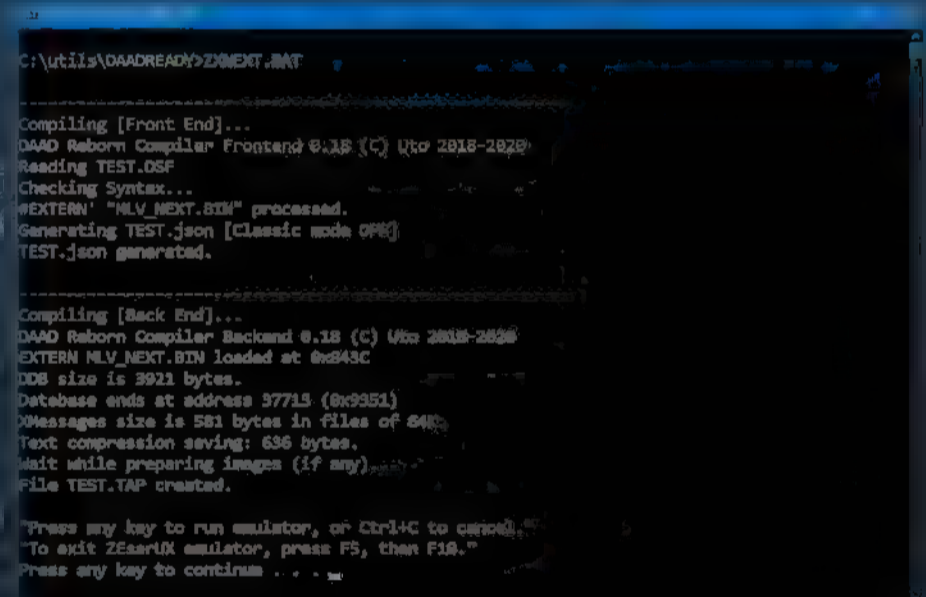 C:\utils\DAADREADY>ZXNEXT.BAT
Compiling [Front End]...
DAAD Reborn Compiler Frontend 0.18 (C) Uto 2018-2020
Reading TEST.DSF
Checking Syntax...
#EXTERN' "MLV_NEXT.BIN" processed.
Generating TEST.json [Classic mode OFF]
TEST.json generated.
Compiling [Back End]...
DAAD Reborn Compiler Backend 0.18 (C) Uto 2018-2020
EXTERN MLV_NEXT.BIN loaded at 0x843C
DDB size is 3921 bytes.
Database ends at address (0x9951)
XMessages size is 581 bytes in files of
Text compression saving: 636 bytes.
Wait while preparing images (if any)
File TEST.TAP created.
"Press any key to run emulator, or Ctrl+C to cancel."
"To exit ZEsarUX emulator, press F5, then F10."
Press any key to continue . . .